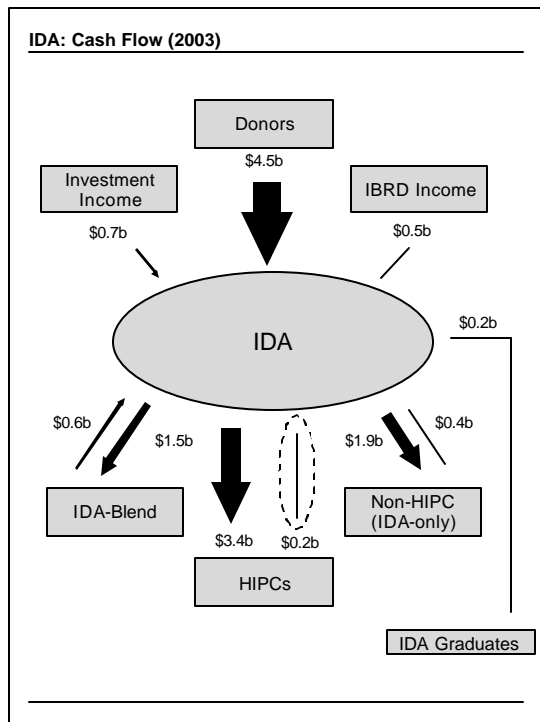 IDA: Cash Flow (2003)
Donors
$4.5b
Investment
Income
$0.7b
IBRD Income
$0.5b
IDA
$0.2b
$0.6b
$1.5b
$1.9b
$0.4b
IDA-Blend
Non-HIPC
(IDA-only)
$3.4b
$0.2b
HIPCs
IDA Graduates